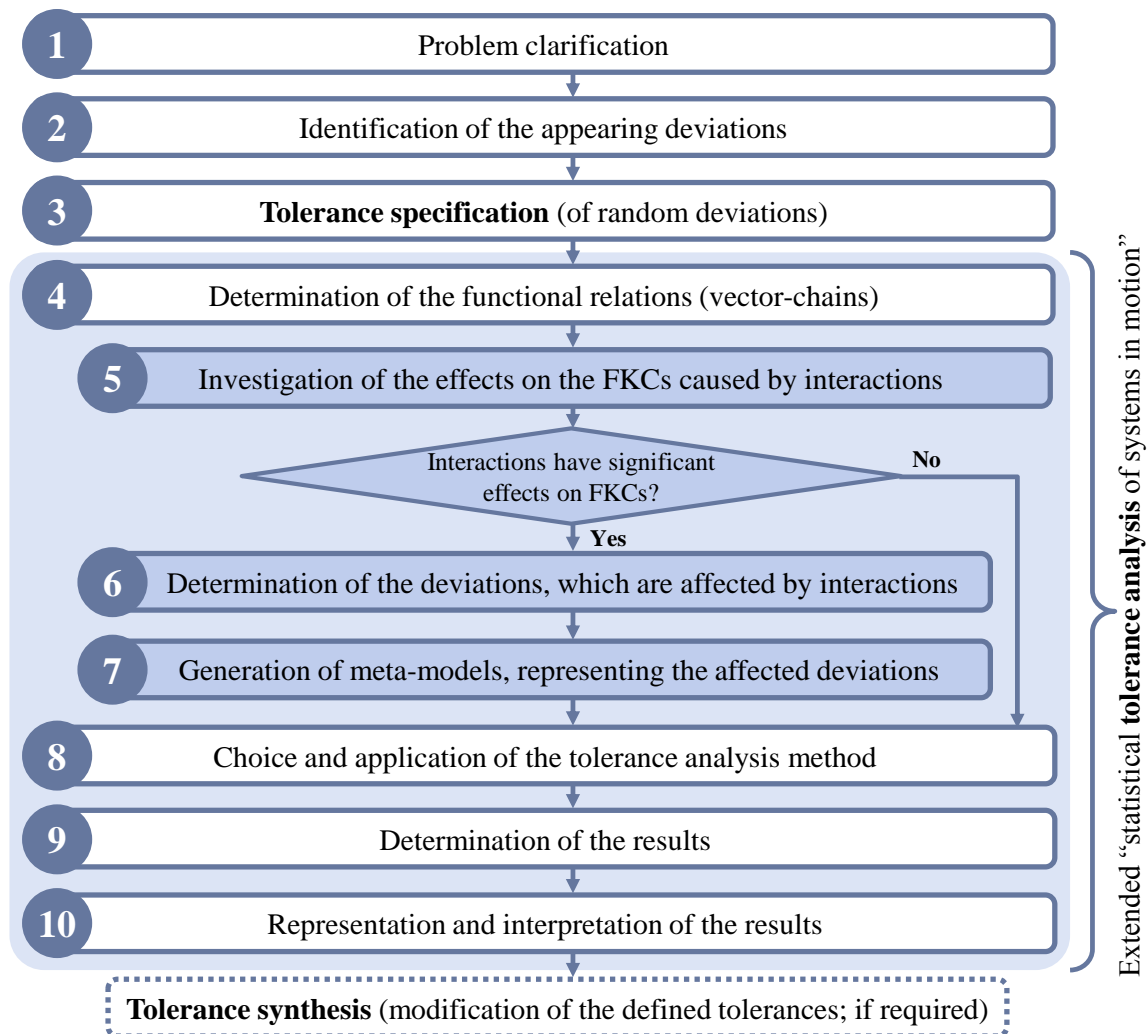 1
Problem clarification
2
Identification of the appearing deviations
3
Tolerance specification (of random deviations)
4
Determination of the functional relations (vector-chains)
5
Investigation of the effects on the FKCs caused by interactions
Interactions have significant
effects on FKCs?
No
Yes
6
Determination of the deviations, which are affected by interactions
7
Generation of meta-models, representing the affected deviations
8
Choice and application of the tolerance analysis method
9
Determination of the results
10
Representation and interpretation of the results
Tolerance synthesis (modification of the defined tolerances; if required)
Extended “statistical tolerance analysis of systems in motion”